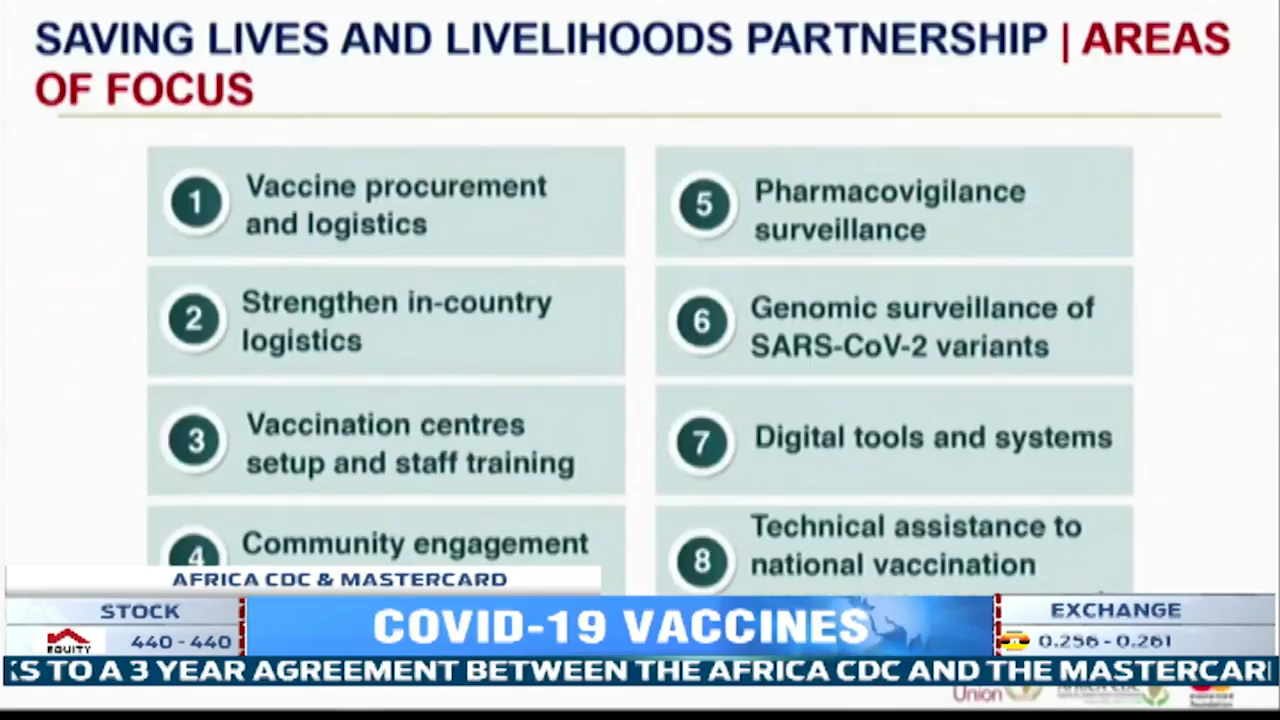 SAVING LIVES AND LIVELIHOODS PARTNERSHIP | AREAS
OF FOCUS
1 Vaccine procurement
and logistics
2 Strengthen in-country
logistics
3 Vaccination centres
setup and staff training
4 Community engagement
5 Pharmacovigilance
surveillance
6 Genomic surveillance of
SARS-CoV-2 variants
7 Digital tools and systems
8 Technical assistance to
national vaccination
AFRICA CDC & MASTERCARD
STOCK
EQUITY 440 - 440
COVID-19 VACCINES
EXCHANGE
0.256 - 0.261
KS TO A 3 YEAR AGREEMENT BETWEEN THE AFRICA CDC AND THE MASTERCAR
Union